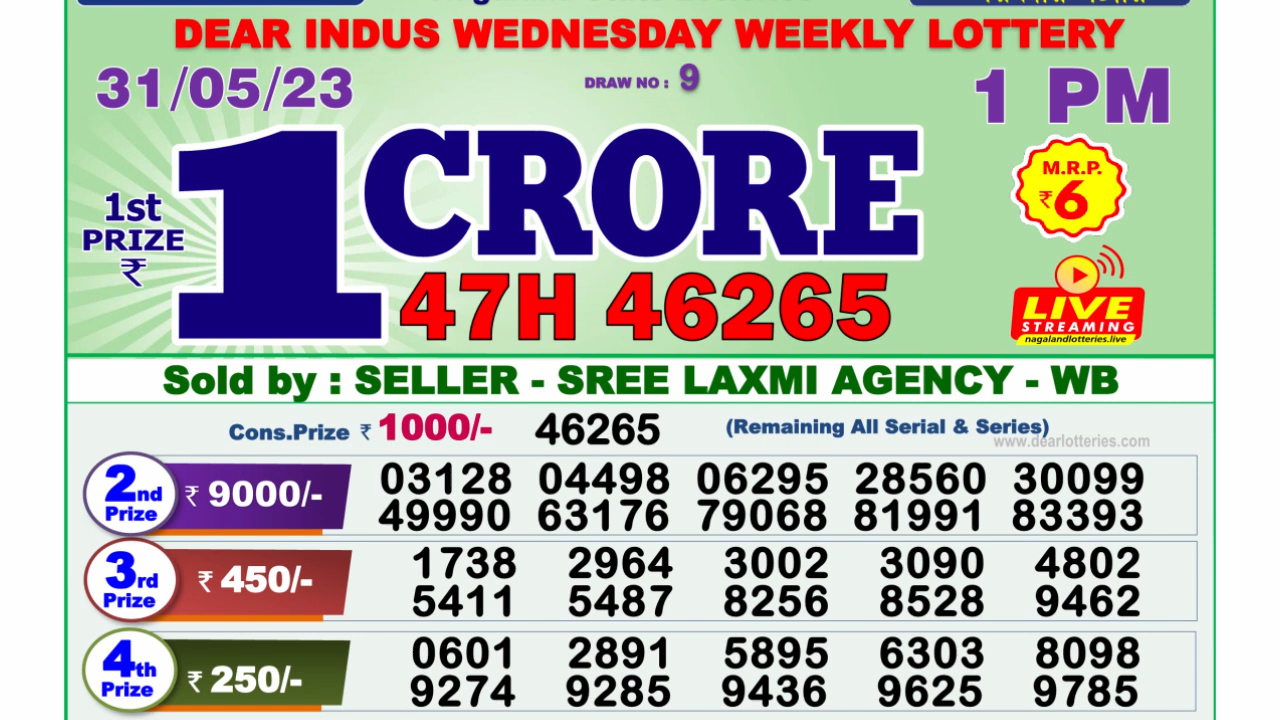 DEAR INDUS WEDNESDAY WEEKLY LOTTERY
31/05/23
DRAW NO : 9
1 PM
1st
PRIZE
₹
1 CRORE
47H 46265
M.R.P.
₹6
LIVE
STREAMING
nagalandlotteries.live
Sold by : SELLER - SREE LAXMI AGENCY - WB
Cons.Prize ₹ 1000/- 46265 (Remaining All Serial & Series)
www.dearlotteries.com
2nd Prize ₹ 9000/-
03128 04498 06295 28560 30099
49990 63176 79068 81991 83393
3rd Prize ₹ 450/-
1738 2964 3002 3090 4802
5411 5487 8256 8528 9462
4th Prize ₹ 250/-
0601 2891 5895 6303 8098
9274 9285 9436 9625 9785